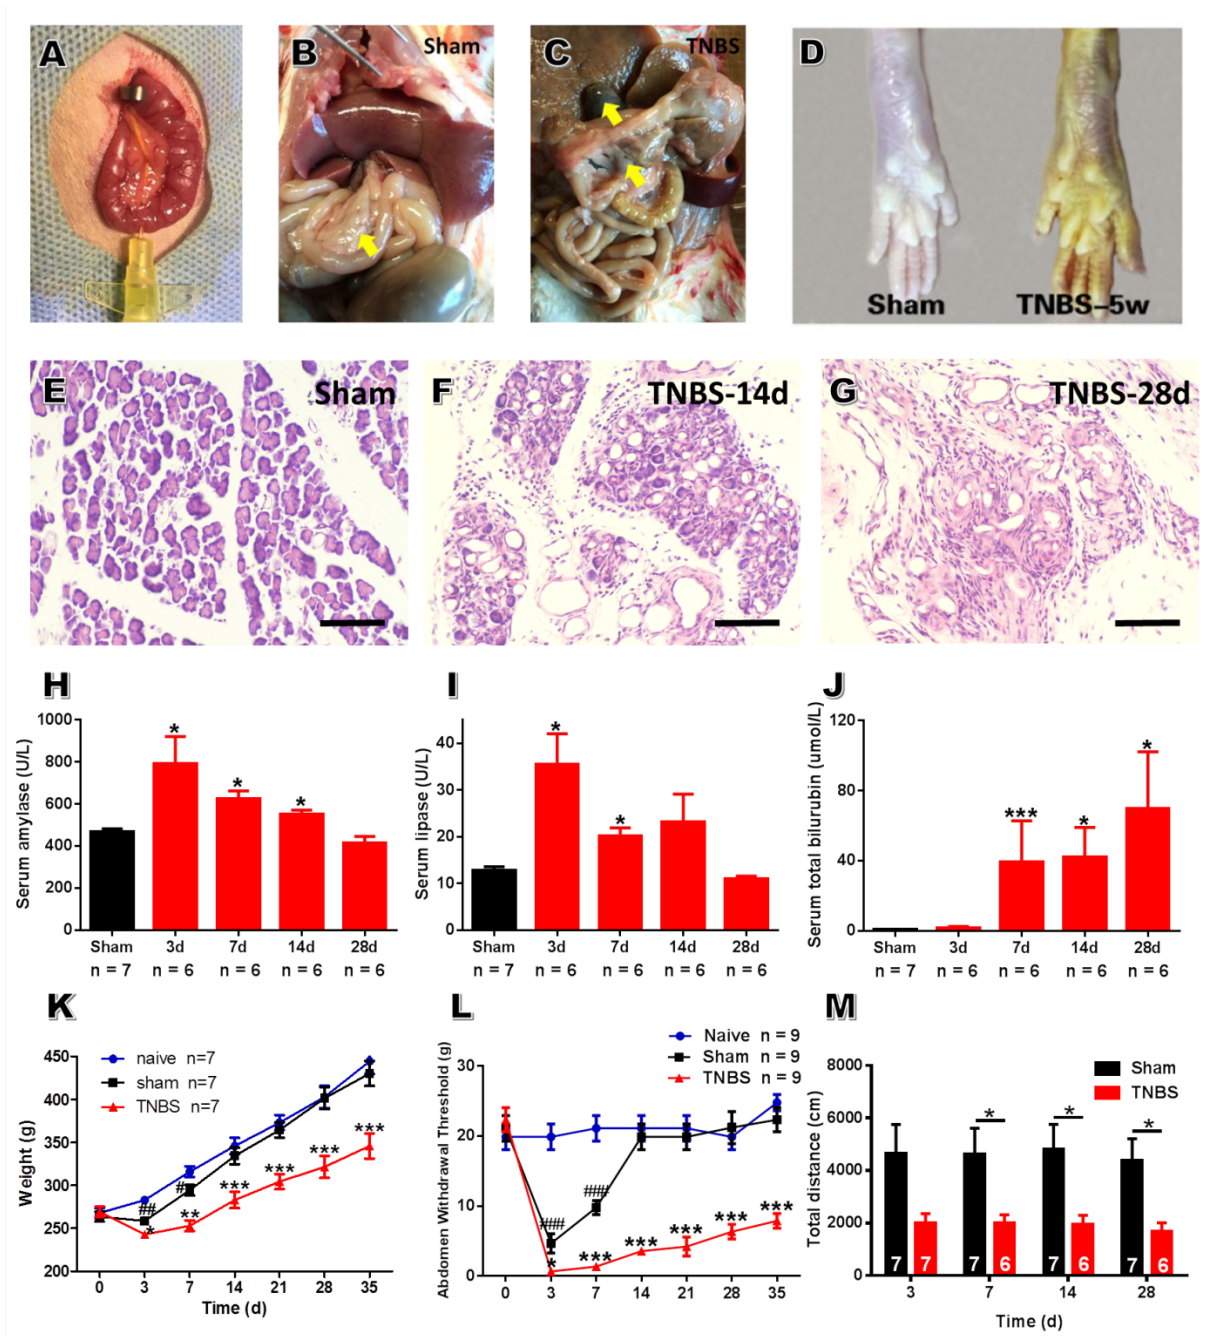 A
B
Sham
C
TNBS
D
Sham
TNBS-5w
E
Sham
F
TNBS-14d
G
TNBS-28d
H
Serum amylase (U/L)
1000
800
600
400
200
0
*
*
*
Sham 3d 7d 14d 28d
n = 7 n = 6 n = 6 n = 6 n = 6
I
Serum lipase (U/L)
40
30
20
10
0
*
*
Sham 3d 7d 14d 28d
n = 7 n = 6 n = 6 n = 6 n = 6
J
Serum total bilurubin (umol/L)
120
80
40
0
***
*
*
Sham 3d 7d 14d 28d
n = 7 n = 6 n = 6 n = 6 n = 6
K
Weight (g)
450
400
350
300
250
200
naive n=7
sham n=7
TNBS n=7
##
*
#
**
***
***
***
***
0 3 7 14 21 28 35
Time (d)
L
Abdomen Withdrawal Threshold (g)
30
20
10
0
Naive n = 9
Sham n = 9
TNBS n = 9
###
*
###
***
***
***
***
***
0 3 7 14 21 28 35
M
Total distance (cm)
8000
6000
4000
2000
0
Sham
TNBS
*
*
*
7 7 7 6 7 6 7 6
3 7 14 28
Time (d)